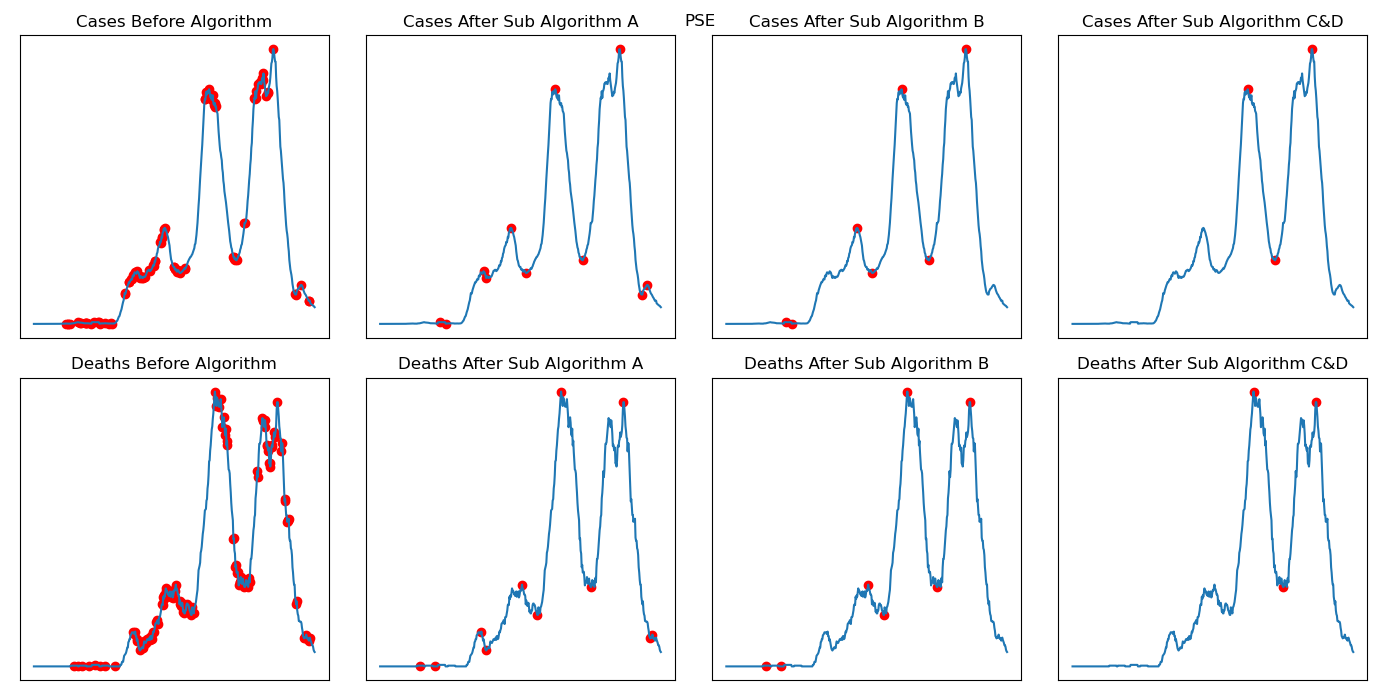 PSE
Cases Before Algorithm
Cases After Sub Algorithm A
Cases After Sub Algorithm B
Cases After Sub Algorithm C&D
Deaths Before Algorithm
Deaths After Sub Algorithm A
Deaths After Sub Algorithm B
Deaths After Sub Algorithm C&D